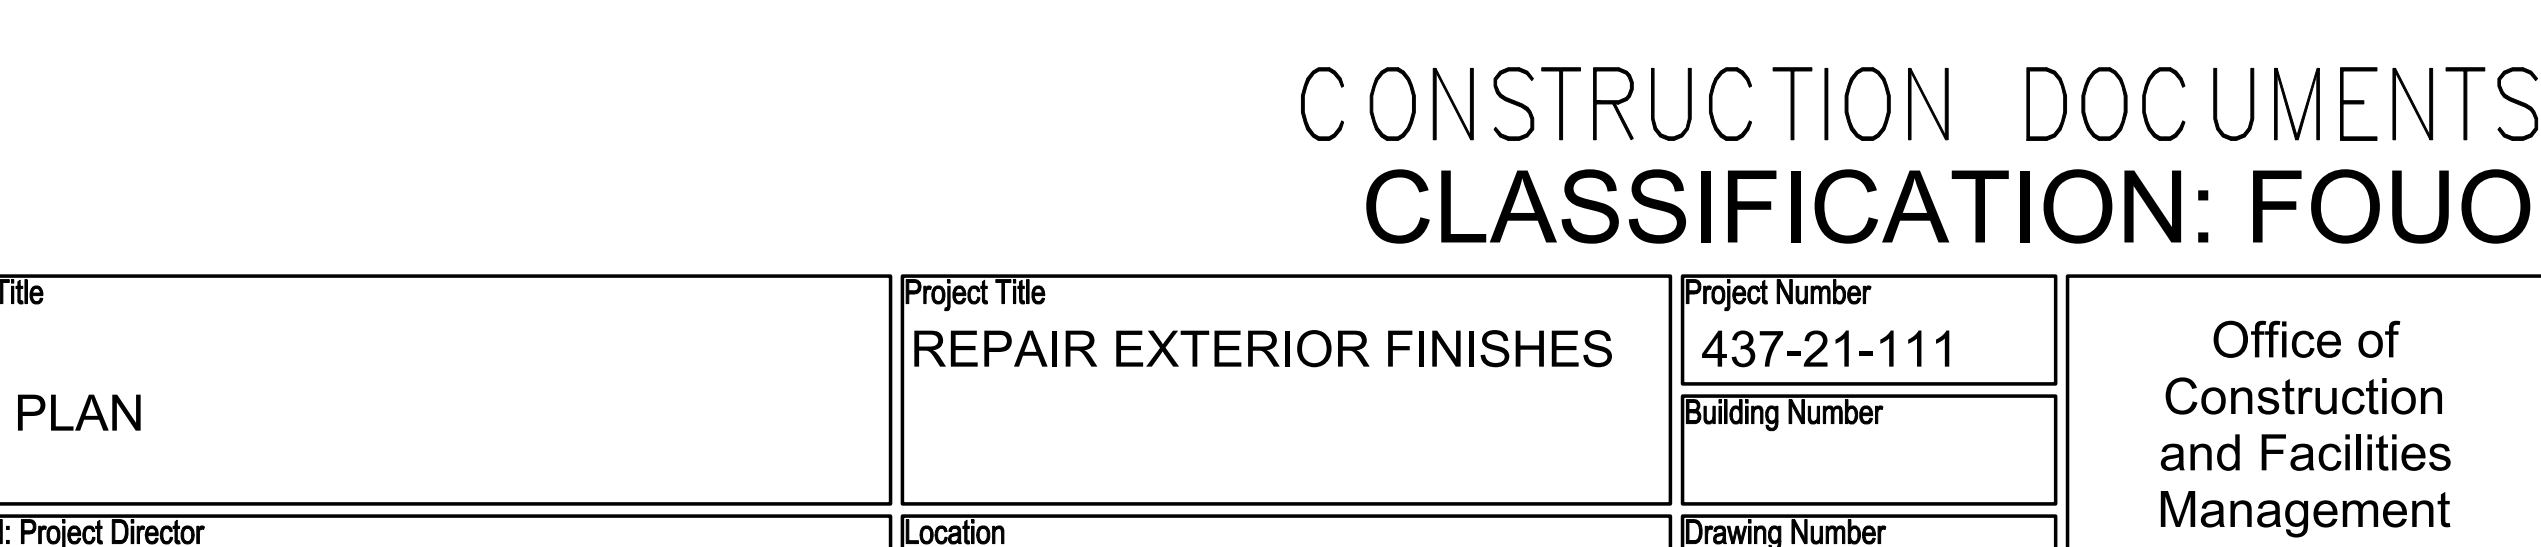 CONSTRUCTION DOCUMENTS
CLASSIFICATION: FOUO
Title
PLAN
Project Title
REPAIR EXTERIOR FINISHES
Project Number
437-21-111
Building Number
Office of
Construction
and Facilities
Management
: Project Director
Location
Drawing Number